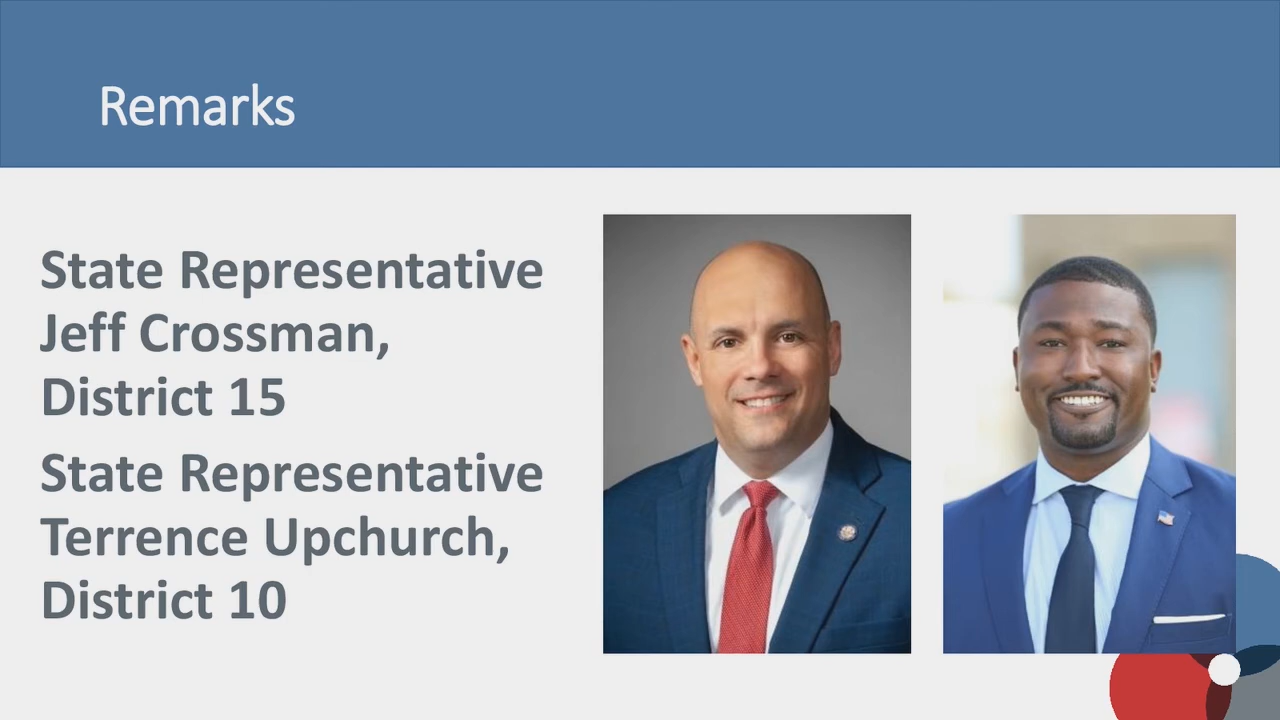 Remarks
State Representative
Jeff Crossman,
District 15
State Representative
Terrence Upchurch,
District 10